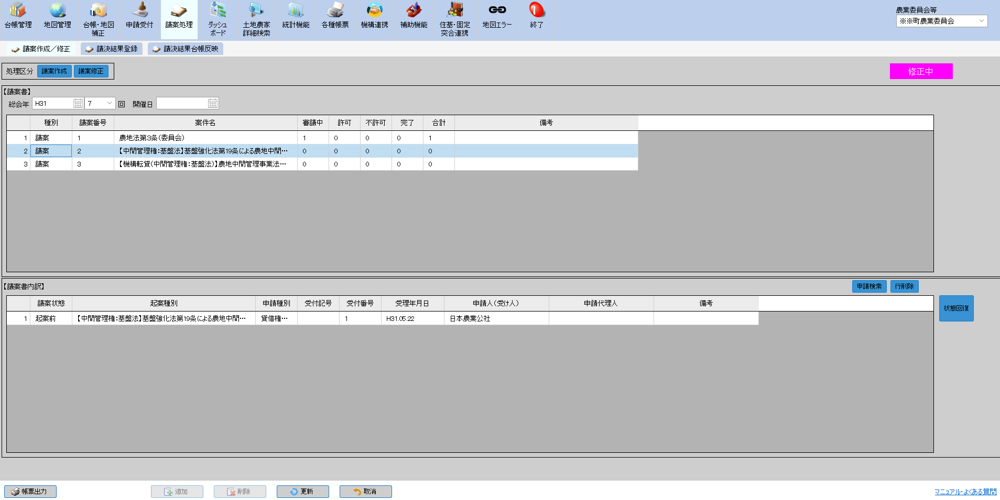 台帳管理
地図管理
台帳・地図
補正
申請受付
議案処理
ダッシュ
ボード
土地農家
詳細検索
統計機能
各種帳票
機構連携
補助機能
住基・固定
突合連携
地図エラー
終了
農業委員会等
※※町農業委員会
議案作成／修正 議決結果登録 議決結果台帳反映
処理区分 議案作成 議案修正 修正中
【議案書】
総会年 H31 7 回 開催日
種別 議案番号 案件名 審議中 許可 不許可 完了 合計 備考
1 議案 1 農地法第3条(委員会) 1 0 0 0 1
2 議案 2 【中間管理権:基盤法】基盤強化法第19条による農地中間… 0 0 0 0 0
3 議案 3 【機構転貸(中間管理権:基盤法)】農地中間管理事業法… 0 0 0 0 0
【議案書内訳】 申請検索 行削除
議案状態 起案種別 申請種別 受付記号 受付番号 受理年月日 申請人(受け人) 申請代理人 備考
状態回復
1 起案前 【中間管理権:基盤法】基盤強化法第19条による農地中間… 貸借権… 1 H31.05.22 日本農業公社
帳票出力 追加 削除 更新 取消 マニュアル・よくある質問